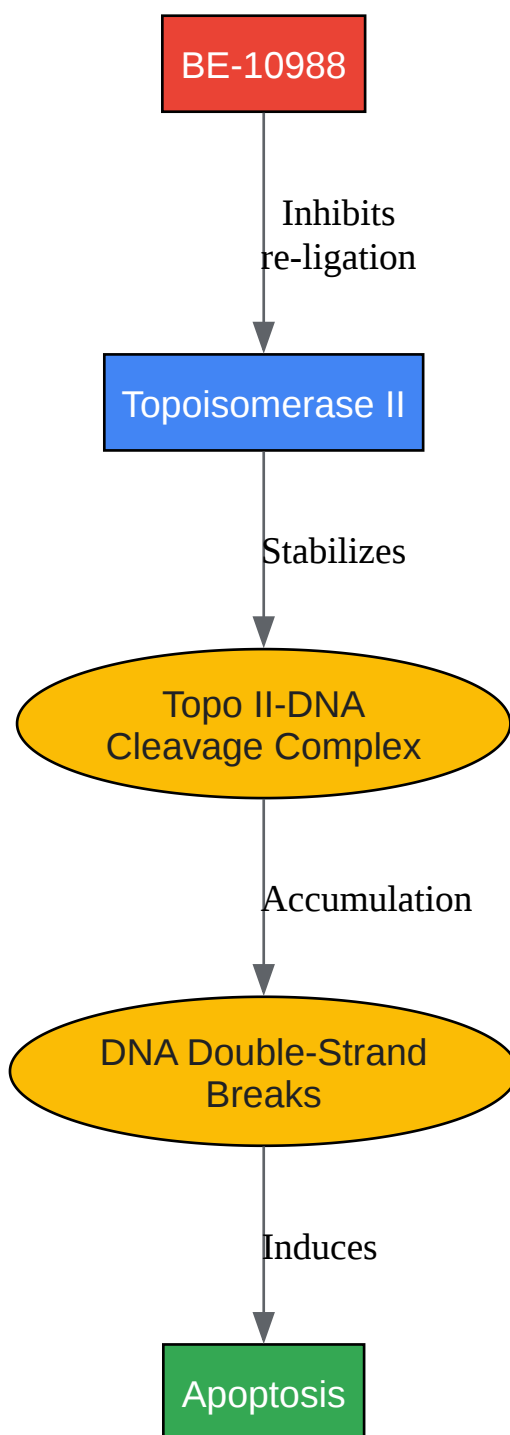 BE-10988
Inhibits
re-ligation
Topoisomerase II
Stabilizes
Topo II-DNA
Cleavage Complex
Accumulation
DNA Double-Strand
Breaks
Induces
Apoptosis